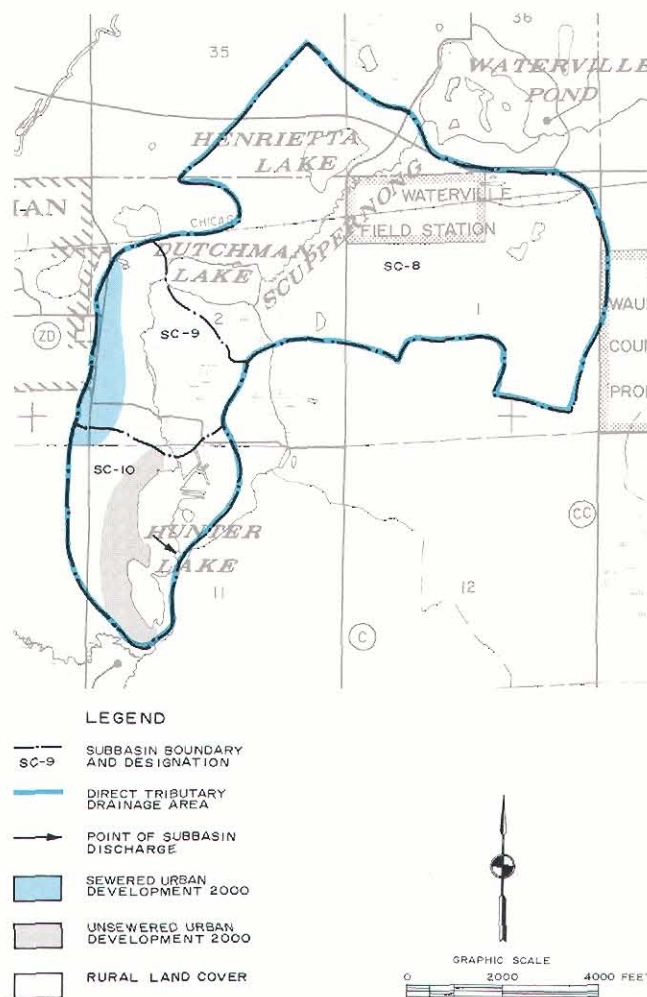 35
36
WATERVILLE
POND
HENRIETTA
LAKE
SCUPPERNONG
WATERVILLE
FIELD STATION
CHICAG
DUTCHMAN
LAKE
SC-8
ZD
2
D
1
SC-9
WAU
COU
PRO
SC-10
HUNTER
LAKE
CC
11
12
C
LEGEND
SC-9
SUBBASIN BOUNDARY
AND DESIGNATION
DIRECT TRIBUTARY
DRAINAGE AREA
POINT OF SUBBASIN
DISCHARGE
SEWERED URBAN
DEVELOPMENT 2000
UNSEWERED URBAN
DEVELOPMENT 2000
RURAL LAND COVER
GRAPHIC SCALE
0 2000 4000 FEET